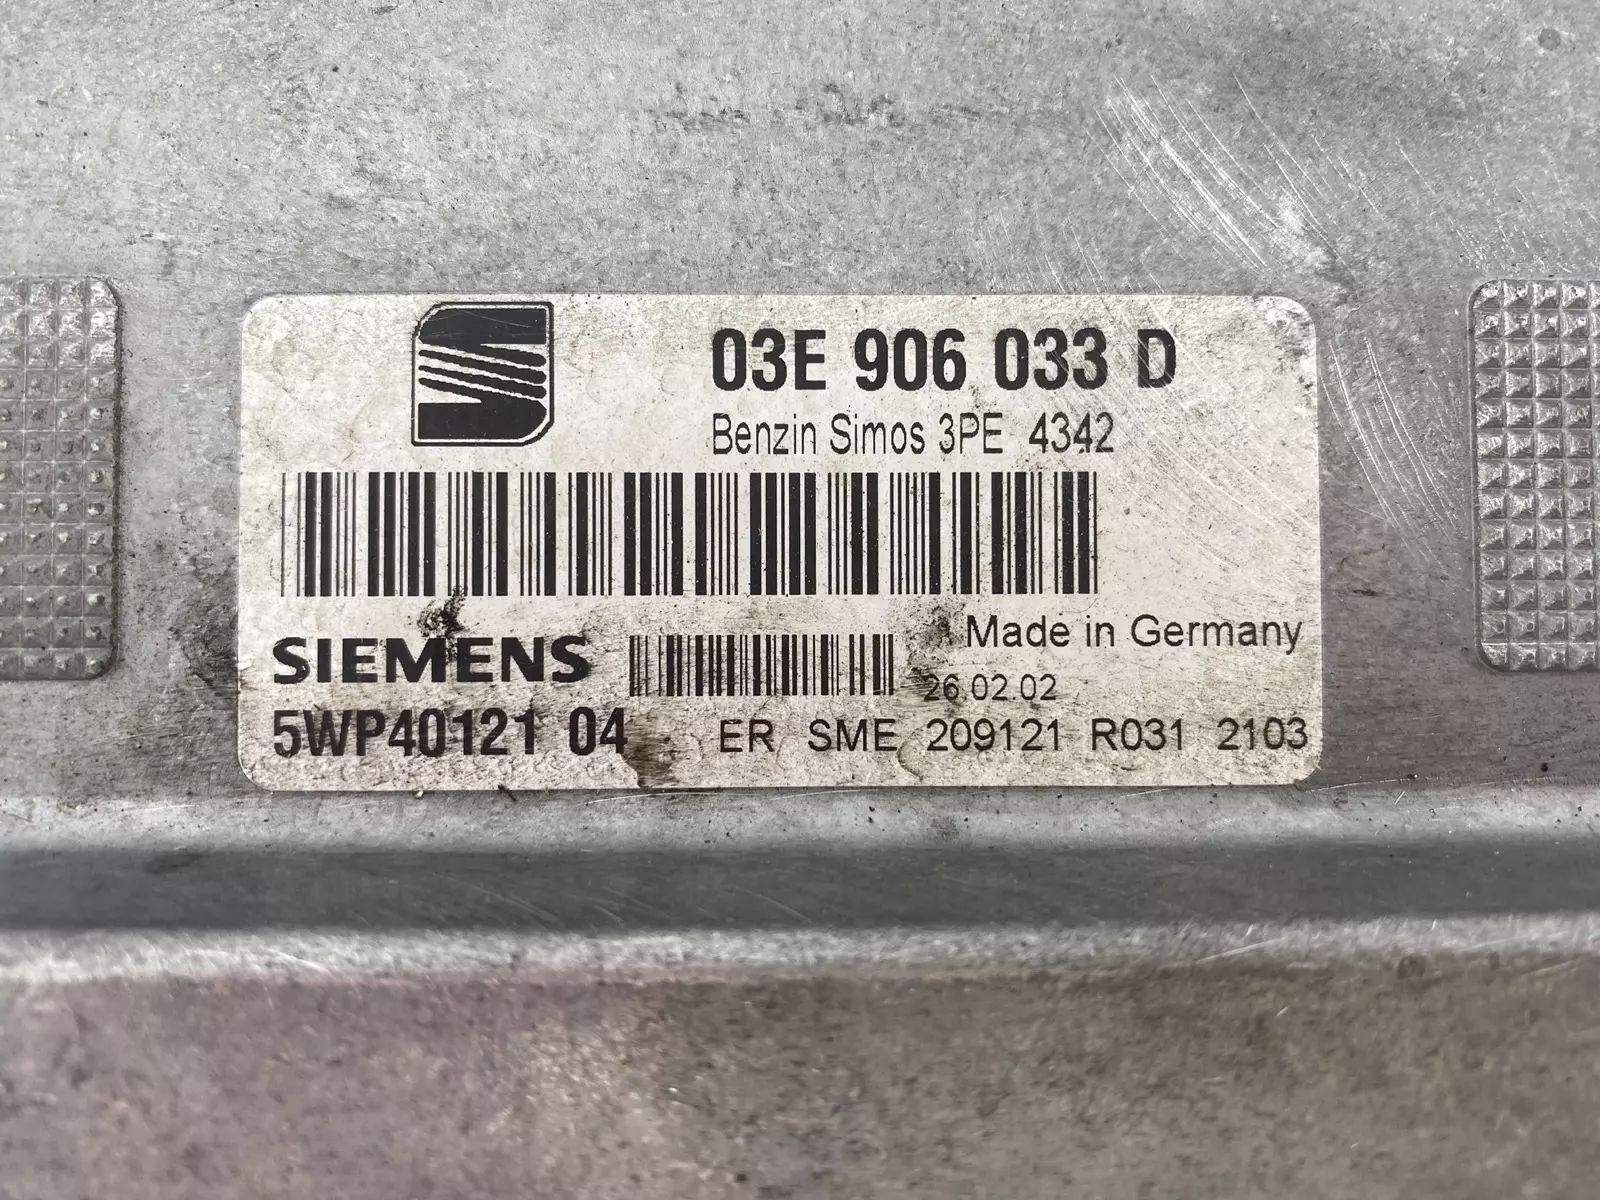 03E 906 033 D
Benzin Simos 3PE 4342
Made in Germany
SIEMENS
26.02.02
5WP40121 04 ER SME 209121 R031 2103